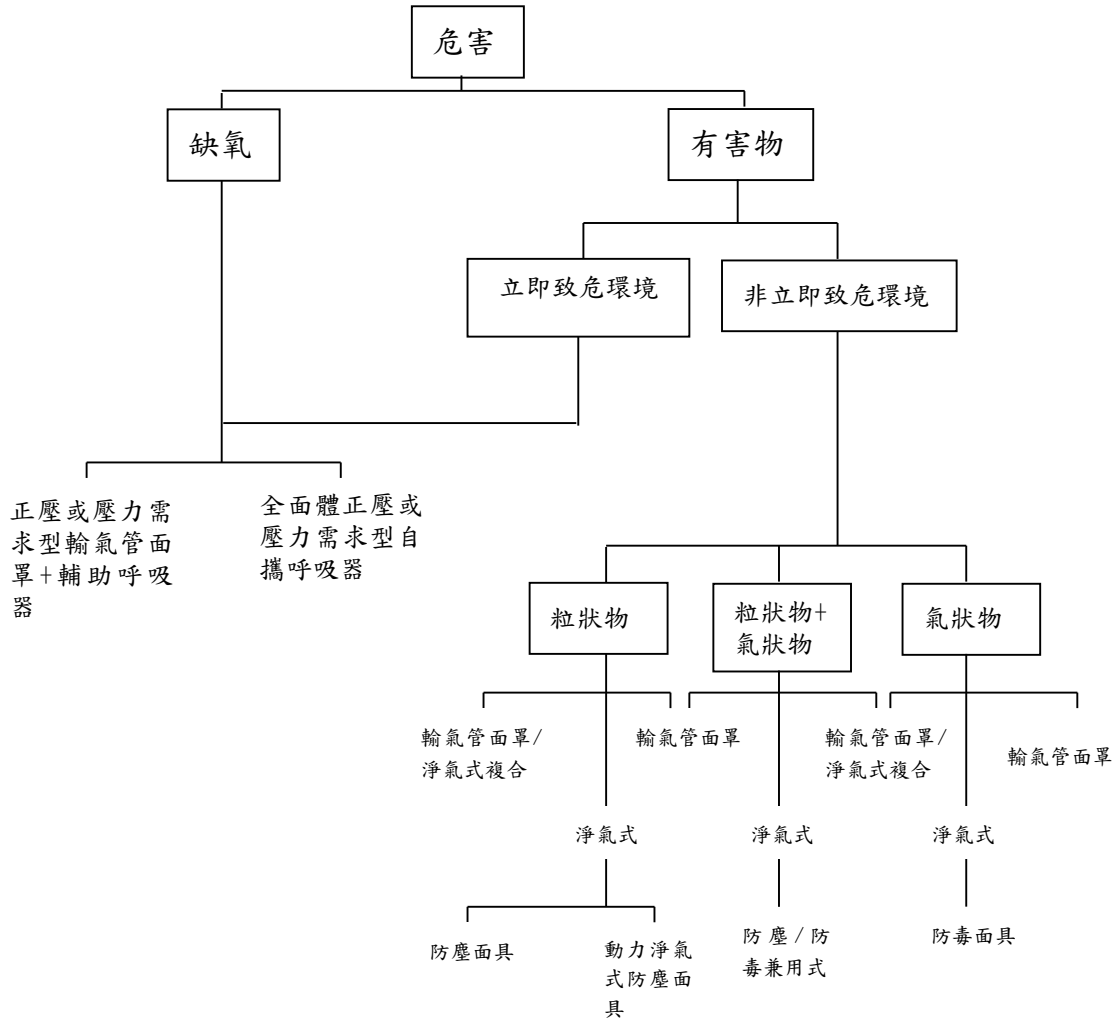 危害
缺氧
有害物
立即致危環境
非立即致危環境
正壓或壓力需
求型輸氣管面
罩+輔助呼吸
器
全面體正壓或
壓力需求型自
攜呼吸器
粒狀物
粒狀物+
氣狀物
氣狀物
輸氣管面罩/
淨氣式複合
輸氣管面罩
輸氣管面罩/
淨氣式複合
輸氣管面罩
淨氣式
淨氣式
淨氣式
防塵面具
動力淨氣
式防塵面
具
防塵/防
毒兼用式
防毒面具